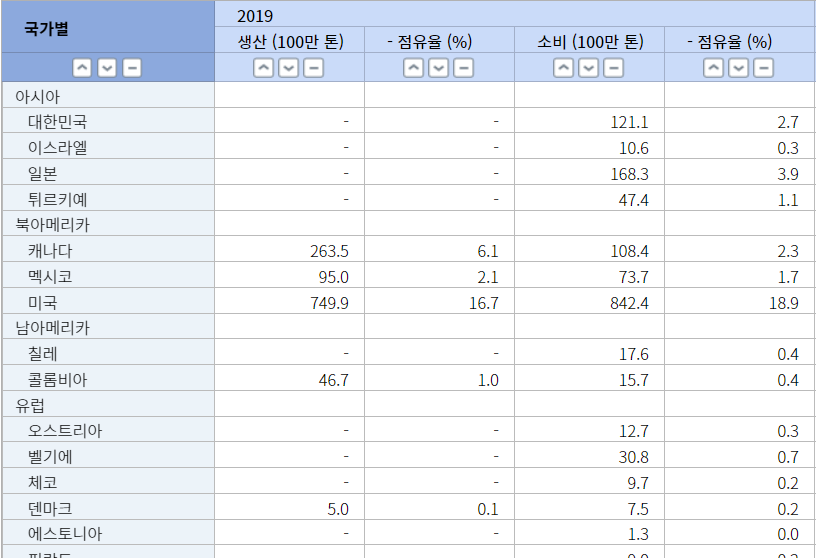 국가별
2019
생산 (100만 톤) - 점유율 (%) 소비 (100만 톤) - 점유율 (%)
아시아
대한민국 - - 121.1 2.7
이스라엘 - - 10.6 0.3
일본 - - 168.3 3.9
튀르키예 - - 47.4 1.1
북아메리카
캐나다 263.5 6.1 108.4 2.3
멕시코 95.0 2.1 73.7 1.7
미국 749.9 16.7 842.4 18.9
남아메리카
칠레 - - 17.6 0.4
콜롬비아 46.7 1.0 15.7 0.4
유럽
오스트리아 - - 12.7 0.3
벨기에 - - 30.8 0.7
체코 - - 9.7 0.2
덴마크 5.0 0.1 7.5 0.2
에스토니아 - - 1.3 0.0